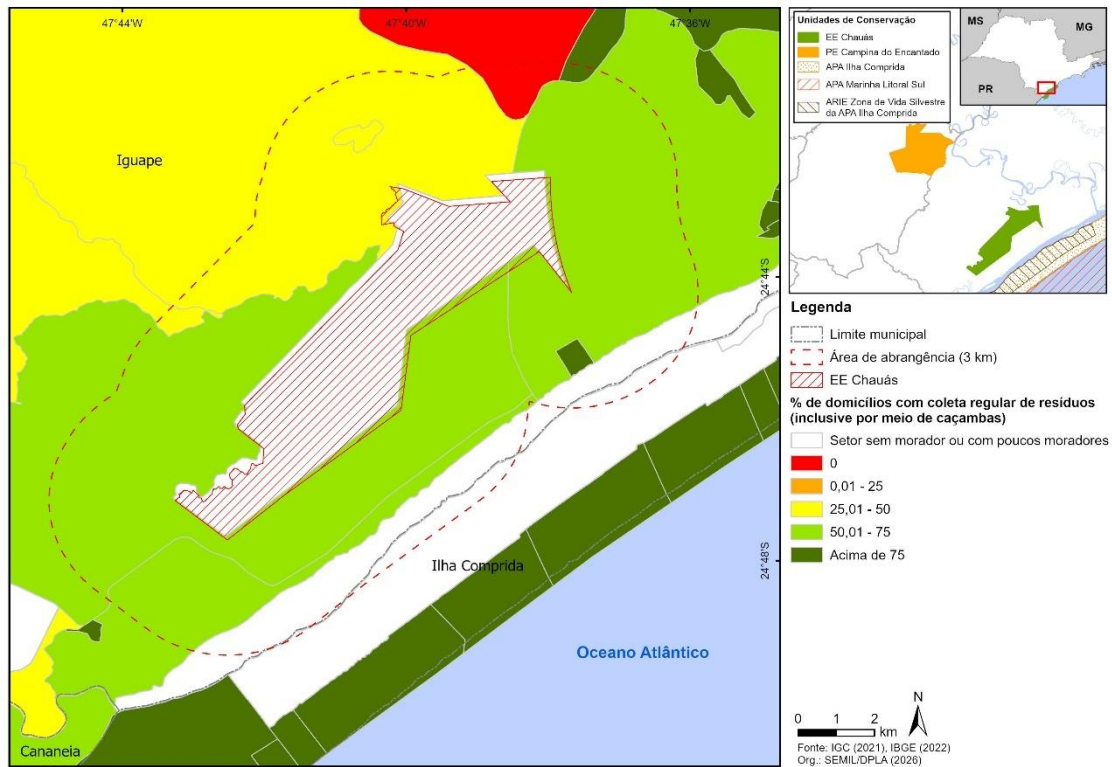 47°44'W
47°40'W
47°36'W
24°44'S
24°48'S
Iguape
Ilha Comprida
Cananeia
Oceano Atlântico
Unidades de Conservação
EE Chauás
PE Campina do Encantado
APA Ilha Comprida
APA Marinha Litoral Sul
ARIE Zona de Vida Silvestre
da APA Ilha Comprida
MS
MG
PR
Legenda
Limite municipal
Área de abrangência (3 km)
EE Chauás
% de domicílios com coleta regular de resíduos
(inclusive por meio de caçambas)
Setor sem morador ou com poucos moradores
0
0,01 - 25
25,01 - 50
50,01 - 75
Acima de 75
N
0 1 2
km
Fonte: IGC (2021), IBGE (2022)
Org.: SEMIL/DPLA (2026)